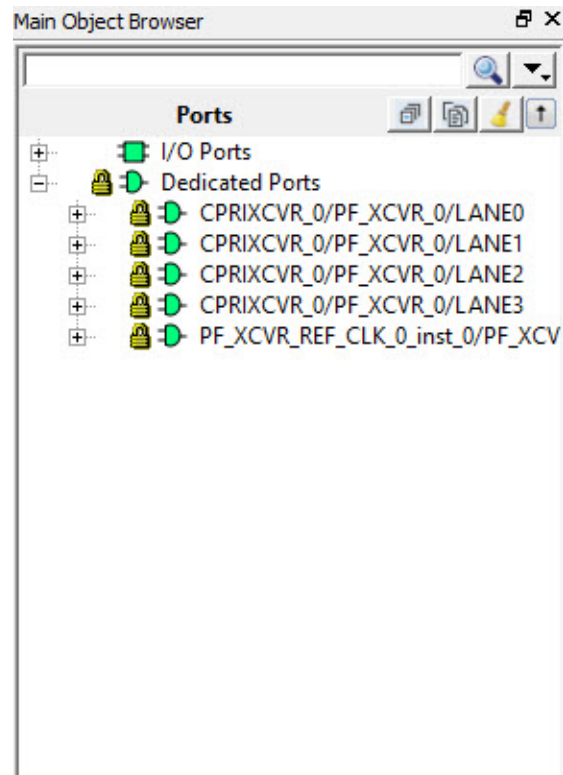 Main Object Browser
Ports
I/O Ports
Dedicated Ports
CPRIXCVR_0/PF_XCVR_0/LANE0
CPRIXCVR_0/PF_XCVR_0/LANE1
CPRIXCVR_0/PF_XCVR_0/LANE2
CPRIXCVR_0/PF_XCVR_0/LANE3
PF_XCVR_REF_CLK_0_inst_0/PF_XCV